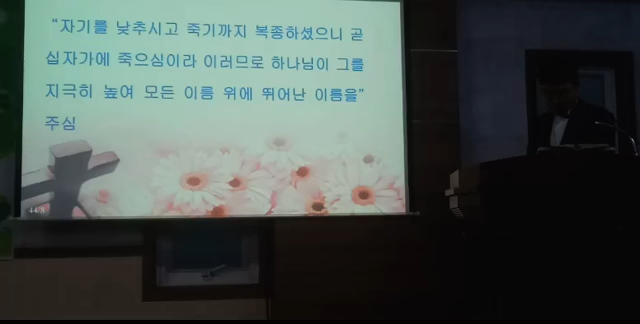 “자기를 낮추시고 죽기까지 복종하셨으니 곧
십자가에 죽으심이라 이러므로 하나님이 그를
지극히 높여 모든 이름 위에 뛰어난 이름을”
주심